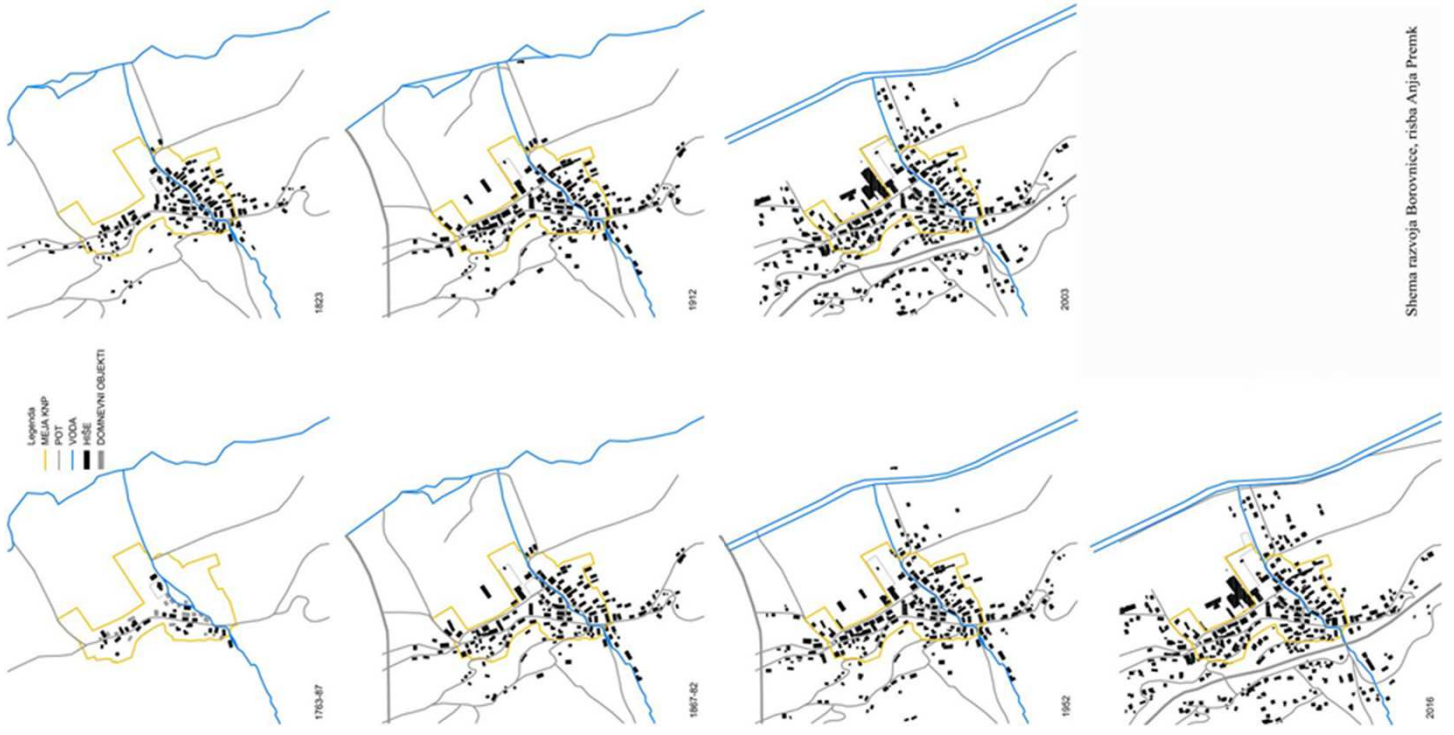 Legenda
MEJA KNP
POT
VODA
HIŠE
DOMNEVNI OBJEKTI
1763-87
1823
1867-82
1912
1952
2003
2016
Shema razvoja Borovnice, risba Anja Premk